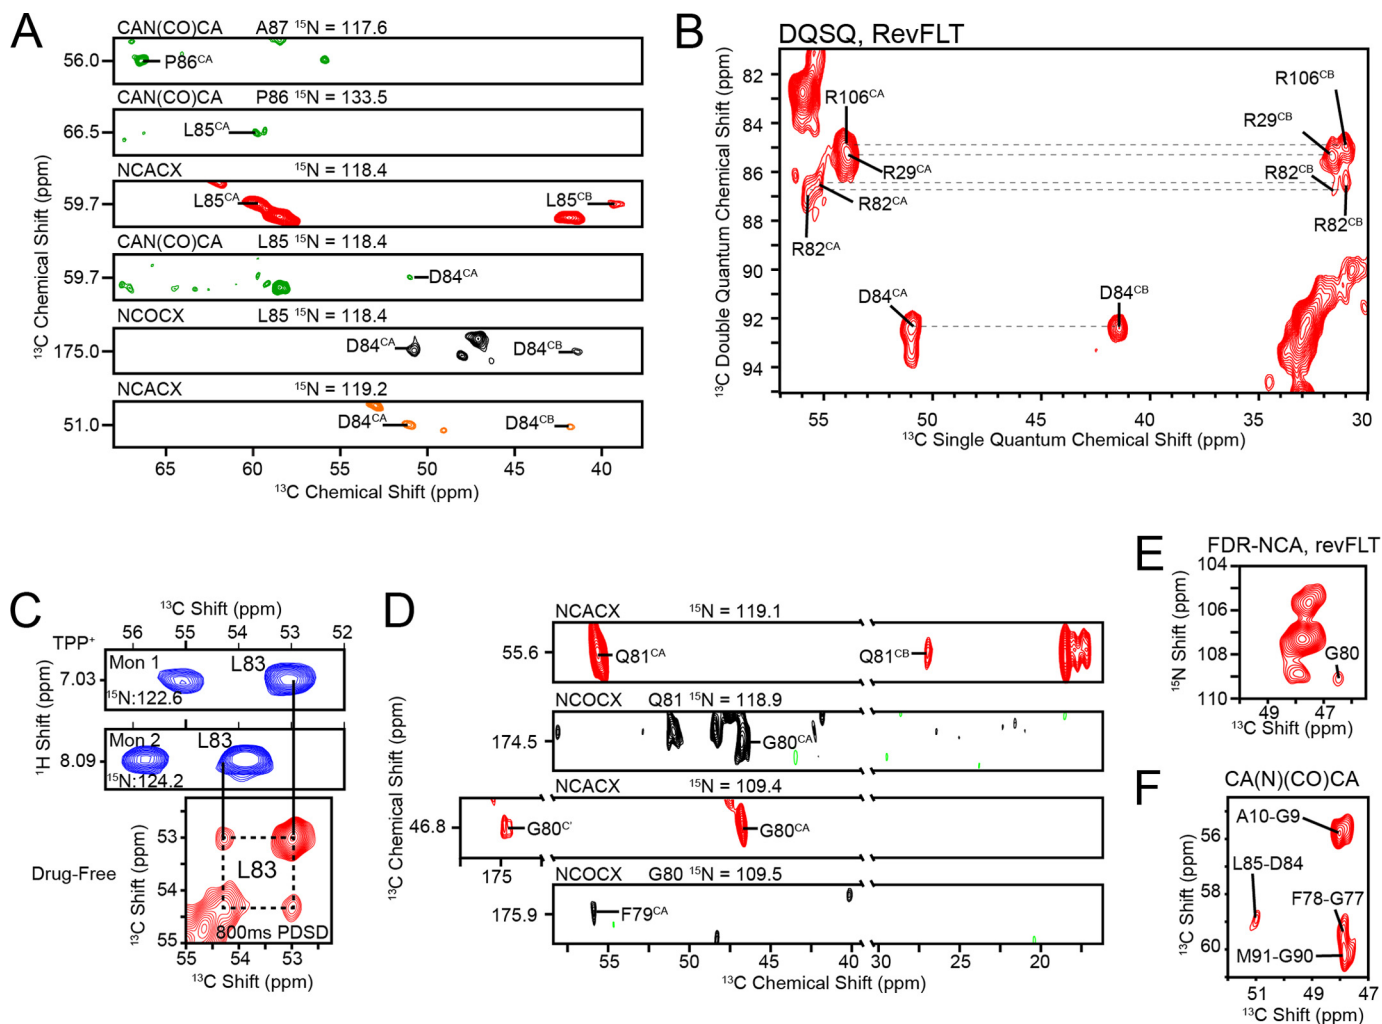 A
CAN(CO)CA A87 ¹⁵N = 117.6
56.0 P86ᶜᴬ
CAN(CO)CA P86 ¹⁵N = 133.5
66.5 L85ᶜᴬ
NCACX ¹⁵N = 118.4
59.7 L85ᶜᴬ L85ᶜᴮ
CAN(CO)CA L85 ¹⁵N = 118.4
59.7 D84ᶜᴬ
NCOCX L85 ¹⁵N = 118.4
175.0 D84ᶜᴬ D84ᶜᴮ
NCACX ¹⁵N = 119.2
51.0 D84ᶜᴬ D84ᶜᴮ
65 60 55 50 45 40
¹³C Chemical Shift (ppm)
¹³C Chemical Shift (ppm)
B
DQSQ, RevFLT
82
84
86
88
90
92
94
R106ᶜᴬ
R29ᶜᴬ
R82ᶜᴬ
R82ᶜᴬ
R106ᶜᴮ
R29ᶜᴮ
R82ᶜᴮ
R82ᶜᴮ
D84ᶜᴬ D84ᶜᴮ
55 50 45 40 35 30
¹³C Single Quantum Chemical Shift (ppm)
¹³C Double Quantum Chemical Shift (ppm)
C
¹³C Shift (ppm)
56 55 54 53 52
TPP⁺
Mon 1 L83
7.03
¹⁵N:122.6
Mon 2 L83
8.09
¹⁵N:124.2
¹H Shift (ppm)
Drug-Free
53
54
55
L83
800ms PDSD
55 54 53
¹³C Shift (ppm)
¹³C Shift (ppm)
D
NCACX ¹⁵N = 119.1
55.6 Q81ᶜᴬ Q81ᶜᴮ
NCOCX Q81 ¹⁵N = 118.9
174.5 G80ᶜᴬ
NCACX ¹⁵N = 109.4
46.8 G80ᶜ' G80ᶜᴬ
175
NCOCX G80 ¹⁵N = 109.5
175.9 F79ᶜᴬ
55 50 45 40 30 25 20
¹³C Chemical Shift (ppm)
¹³C Chemical Shift (ppm)
E
FDR-NCA, revFLT
104
106
108
110
G80
49 47
¹³C Shift (ppm)
¹⁵N Shift (ppm)
F
CA(N)(CO)CA
56
58
60
A10-G9
L85-D84
F78-G77
M91-G90
51 49 47
¹³C Shift (ppm)
¹³C Shift (ppm)